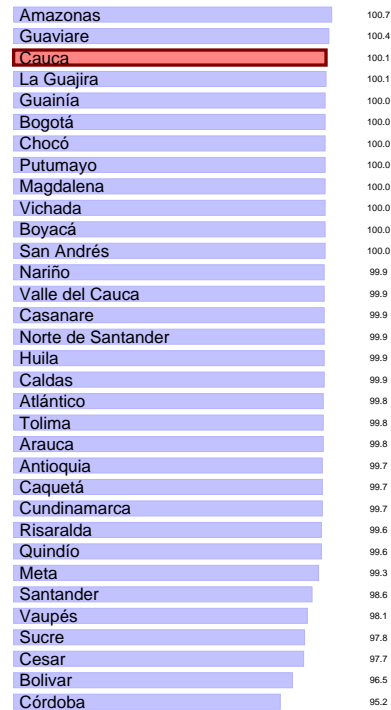 Amazonas 100.7
Guaviare 100.4
Cauca 100.1
La Guajira 100.1
Guainía 100.0
Bogotá 100.0
Chocó 100.0
Putumayo 100.0
Magdalena 100.0
Vichada 100.0
Boyacá 100.0
San Andrés 100.0
Nariño 99.9
Valle del Cauca 99.9
Casanare 99.9
Norte de Santander 99.9
Huila 99.9
Caldas 99.9
Atlántico 99.8
Tolima 99.8
Arauca 99.8
Antioquia 99.7
Caquetá 99.7
Cundinamarca 99.7
Risaralda 99.6
Quindío 99.6
Meta 99.3
Santander 98.6
Vaupés 98.1
Sucre 97.8
Cesar 97.7
Bolivar 96.5
Córdoba 95.2